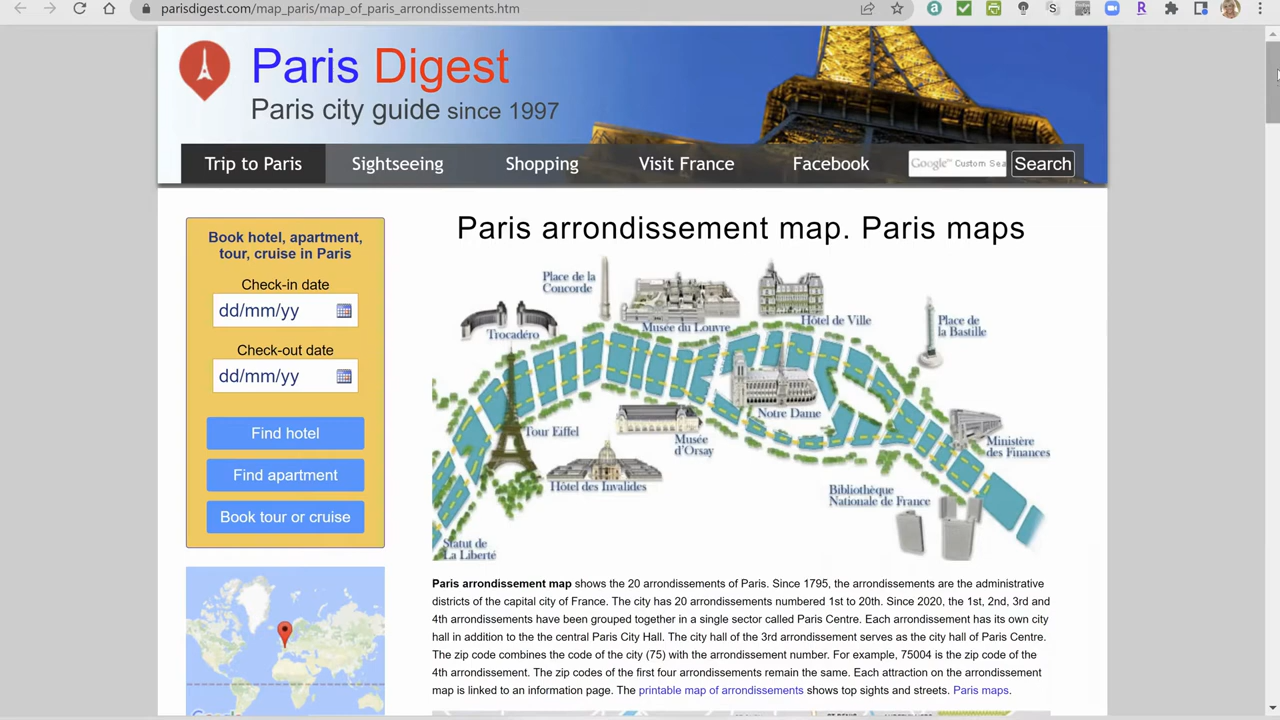 parisdigest.com/map_paris/map_of_paris_arrondissements.htm
Paris Digest
Paris city guide since 1997
Trip to Paris
Sightseeing
Shopping
Visit France
Facebook
Google™ Custom Sea
Search
Book hotel, apartment,
tour, cruise in Paris
Check-in date
dd/mm/yy
Check-out date
dd/mm/yy
Find hotel
Find apartment
Book tour or cruise
Paris arrondissement map. Paris maps
Place de la
Concorde
Trocadéro
Musée du Louvre
Hôtel de Ville
Place de
la Bastille
Notre Dame
Tour Eiffel
Musée
d'Orsay
Hôtel des Invalides
Ministère
des Finances
Bibliothèque
Nationale de France
Statut de
La Liberté
Paris arrondissement map shows the 20 arrondissements of Paris. Since 1795, the arrondissements are the administrative
districts of the capital city of France. The city has 20 arrondissements numbered 1st to 20th. Since 2020, the 1st, 2nd, 3rd and
4th arrondissements have been grouped together in a single sector called Paris Centre. Each arrondissement has its own city
hall in addition to the the central Paris City Hall. The city hall of the 3rd arrondissement serves as the city hall of Paris Centre.
The zip code combines the code of the city (75) with the arrondissement number. For example, 75004 is the zip code of the
4th arrondissement. The zip codes of the first four arrondissements remain the same. Each attraction on the arrondissement
map is linked to an information page. The printable map of arrondissements shows top sights and streets. Paris maps.